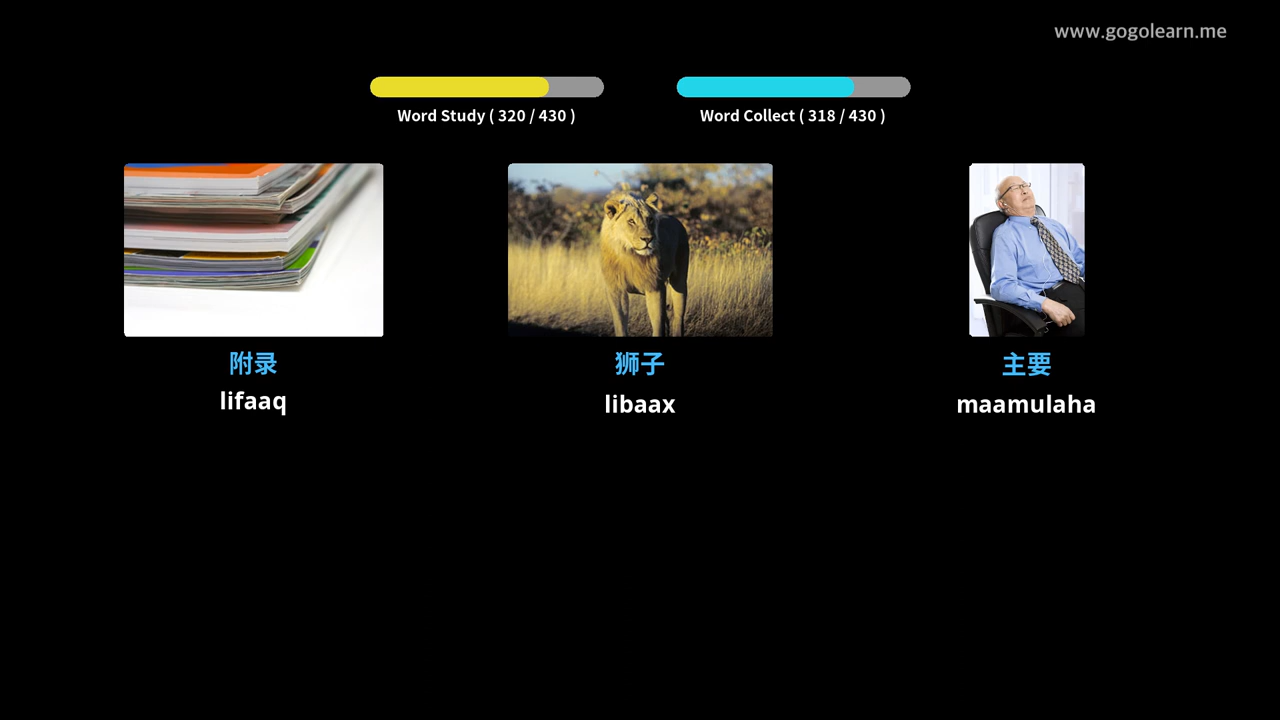 www.gogolearn.me
Word Study ( 320 / 430 )
Word Collect ( 318 / 430 )
附录
狮子
主要
lifaaq
libaax
maamulaha